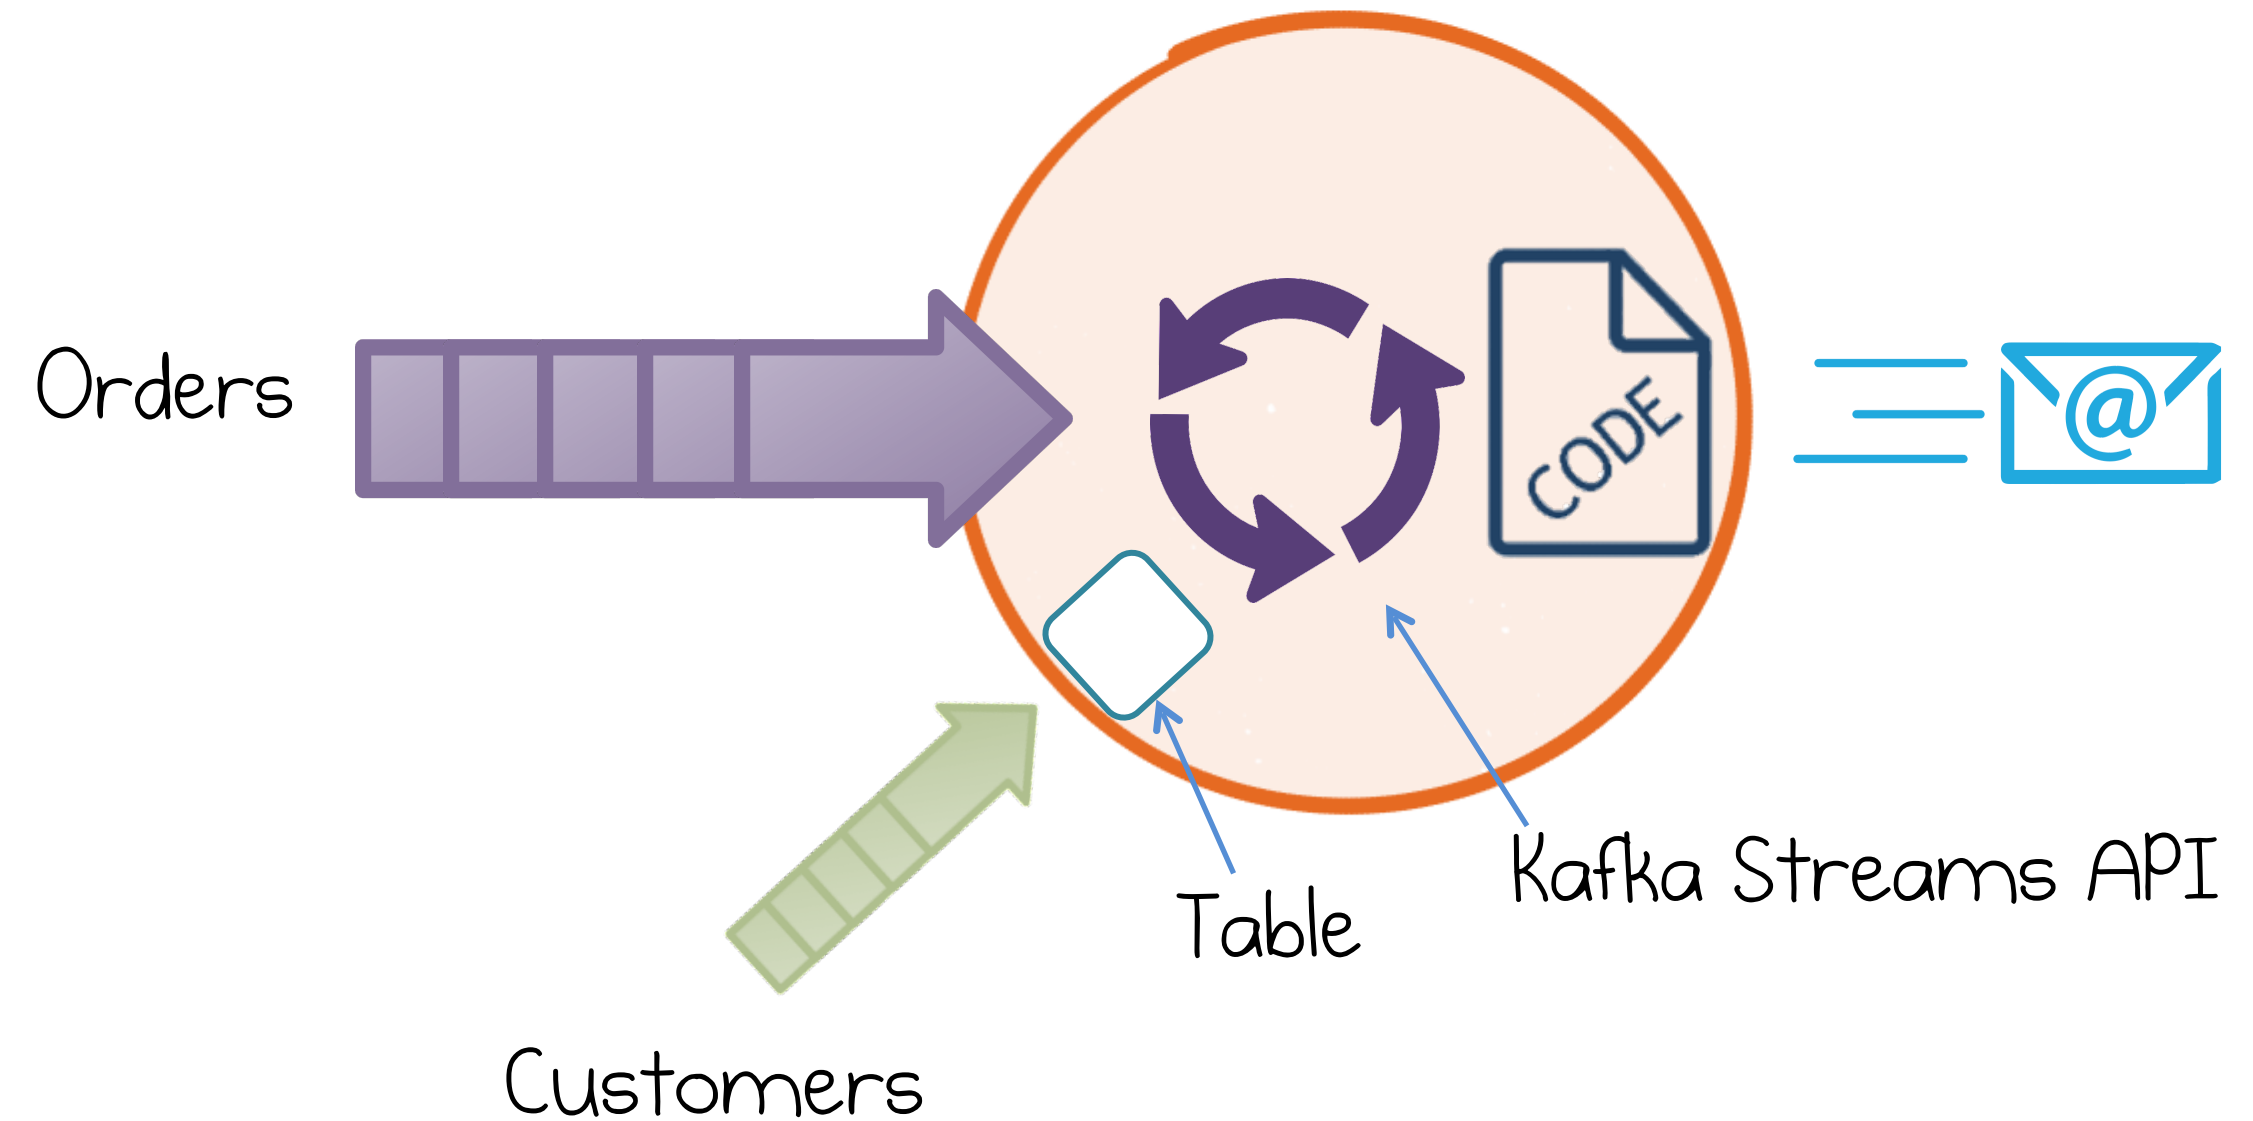 Orders
CODE
@
Kafka Streams API
Table
Customers